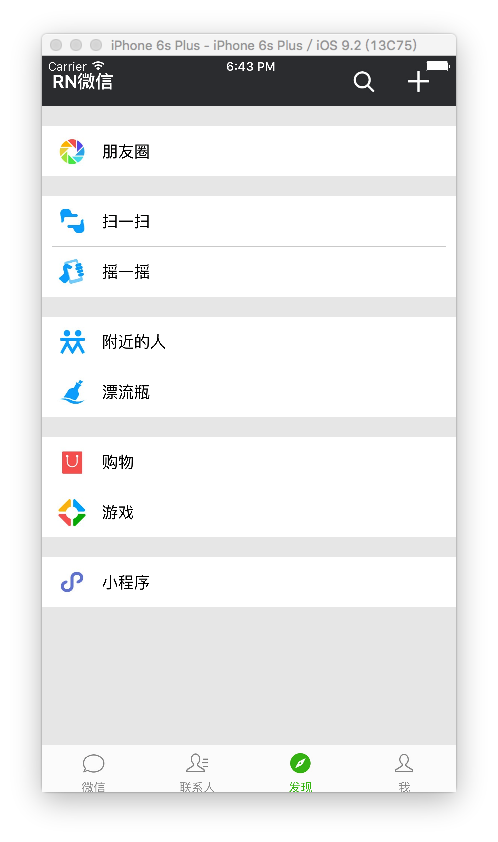 iPhone 6s Plus - iPhone 6s Plus / iOS 9.2 (13C75)
Carrier 6:43 PM
RN微信
朋友圈
扫一扫
摇一摇
附近的人
漂流瓶
购物
游戏
小程序
微信 联系人 发现 我